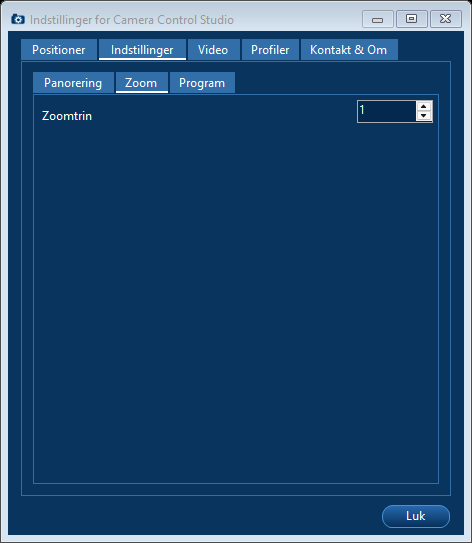 Indstillinger for Camera Control Studio
Positioner Indstillinger Video Profiler Kontakt & Om
Panorering Zoom Program
Zoomtrin 1
Luk